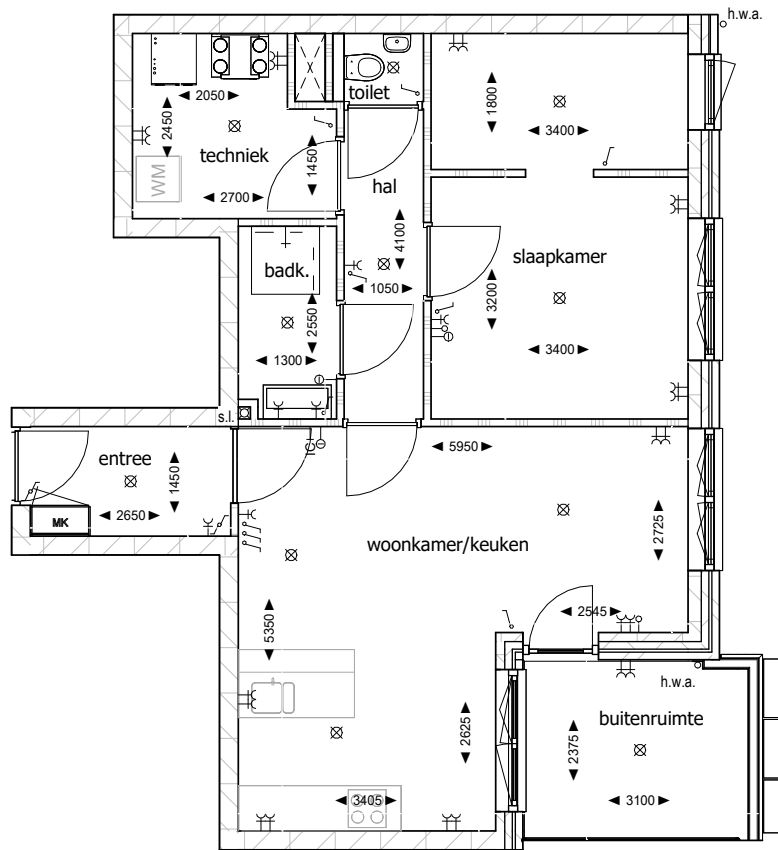 h.w.a.
2050
toilet
1800
3400
2450
techniek
1450
WM
2700
hal
4100
slaapkamer
badk.
1050
3200
2550
1300
3400
s.l.
entree
5950
1450
2650
MK
woonkamer/keuken
2725
5350
2545
h.w.a.
buitenruimte
2625
2375
3405
3100